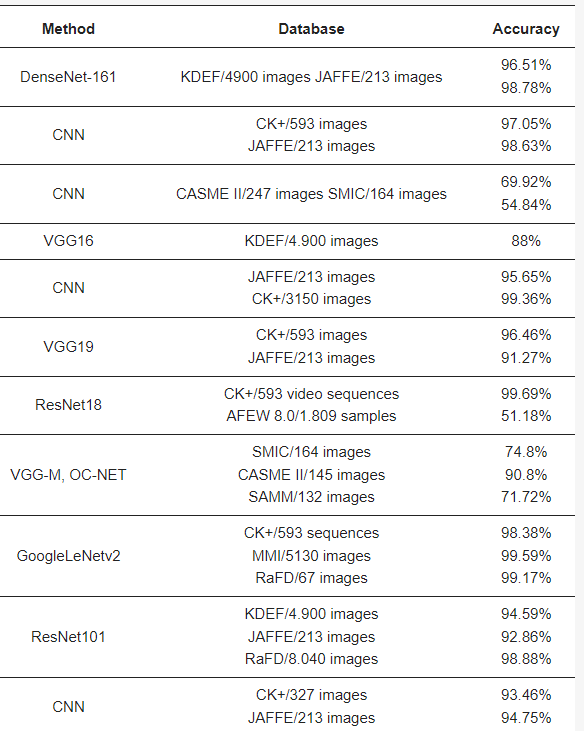 Method Database Accuracy
DenseNet-161 KDEF/4900 images JAFFE/213 images 96.51%
98.78%
CNN CK+/593 images 97.05%
JAFFE/213 images 98.63%
CNN CASME II/247 images SMIC/164 images 69.92%
54.84%
VGG16 KDEF/4.900 images 88%
CNN JAFFE/213 images 95.65%
CK+/3150 images 99.36%
VGG19 CK+/593 images 96.46%
JAFFE/213 images 91.27%
ResNet18 CK+/593 video sequences 99.69%
AFEW 8.0/1.809 samples 51.18%
SMIC/164 images 74.8%
VGG-M, OC-NET CASME II/145 images 90.8%
SAMM/132 images 71.72%
CK+/593 sequences 98.38%
GoogleLeNetv2 MMI/5130 images 99.59%
RaFD/67 images 99.17%
KDEF/4.900 images 94.59%
ResNet101 JAFFE/213 images 92.86%
RaFD/8.040 images 98.88%
CNN CK+/327 images 93.46%
JAFFE/213 images 94.75%